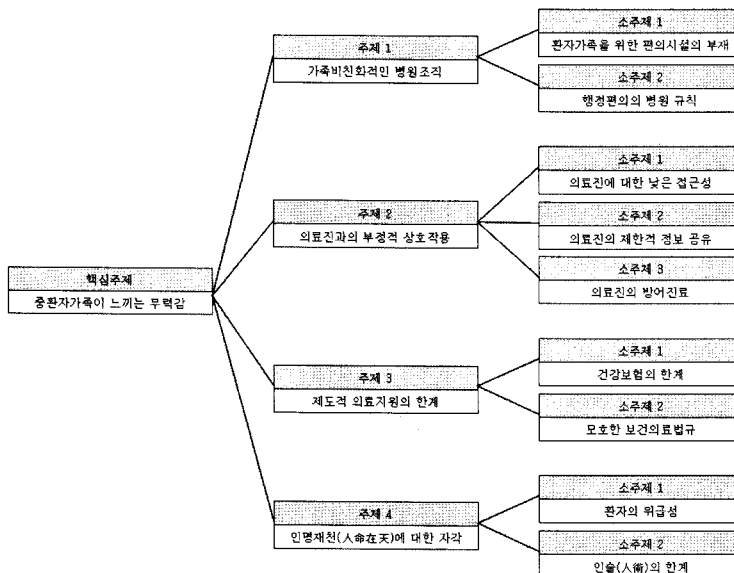 핵심주제
중환자가족이 느끼는 무력감
주제 1
가족비친화적인 병원조직
소주제 1
환자가족을 위한 편의시설의 부재
소주제 2
행정편의의 병원 규칙
주제 2
의료진과의 부정적 상호작용
소주제 1
의료진에 대한 낮은 접근성
소주제 2
의료진의 제한적 정보 공유
소주제 3
의료진의 방어진료
주제 3
제도적 의료지원의 한계
소주제 1
건강보험의 한계
소주제 2
모호한 보건의료법규
주제 4
인명재천(人命在天)에 대한 자각
소주제 1
환자의 위급성
소주제 2
인술(人術)의 한계